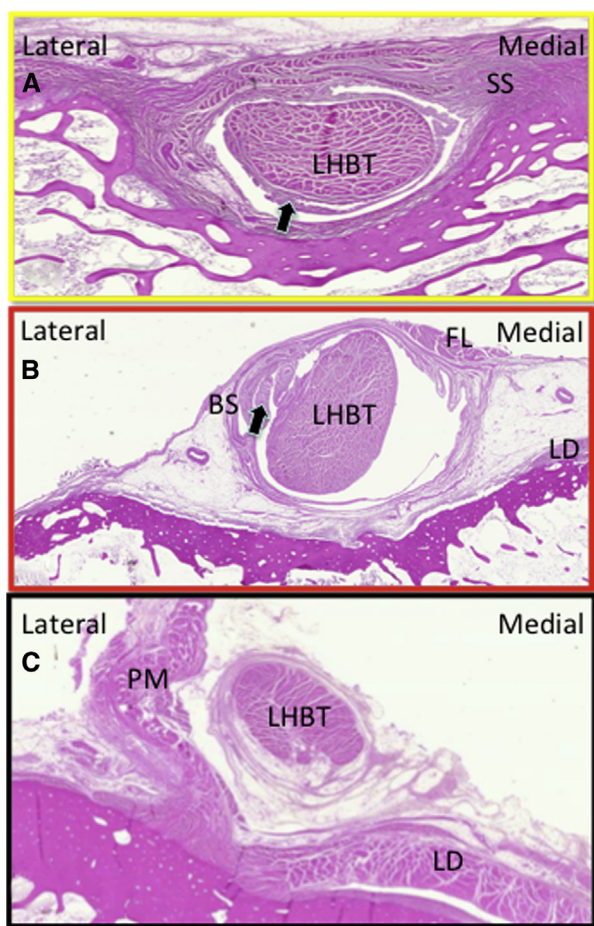 Lateral Medial
A SS
LHBT
Lateral FL Medial
B
BS LHBT
LD
Lateral Medial
C PM
LHBT
LD